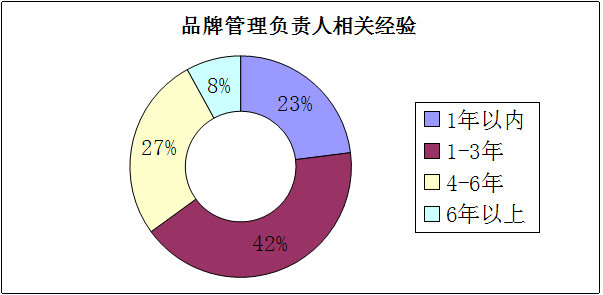 品牌管理负责人相关经验
8%
23%
27%
42%
1年以内
1-3年
4-6年
6年以上